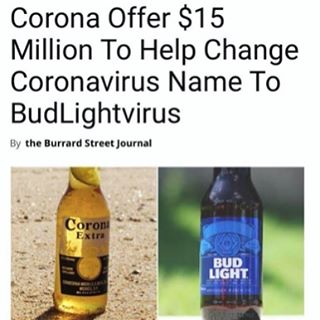 Corona Offer $15
Million To Help Change
Coronavirus Name To
BudLightvirus
By the Burrard Street Journal
Corona
Extra
BUD
LIGHT